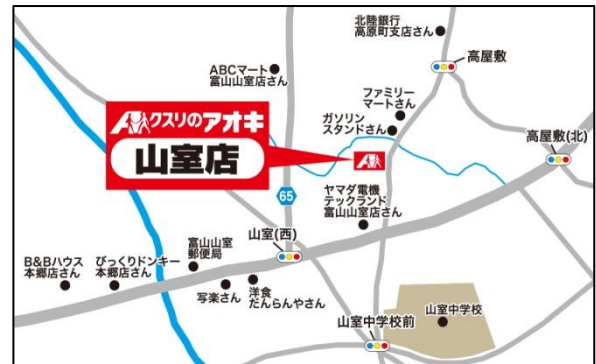 北陸銀行
高原町支店さん
高屋敷
ABCマート
富山山室店さん
ファミリー
マートさん
ガソリン
スタンドさん
クスリのアオキ
山室店
高屋敷(北)
65
ヤマダ電機
テックランド
富山山室店さん
山室(西)
富山山室
郵便局
B&Bハウス
本郷店さん
びっくりドンキー
本郷店さん
写楽さん
洋食
だんらんやさん
山室中学校
山室中学校前